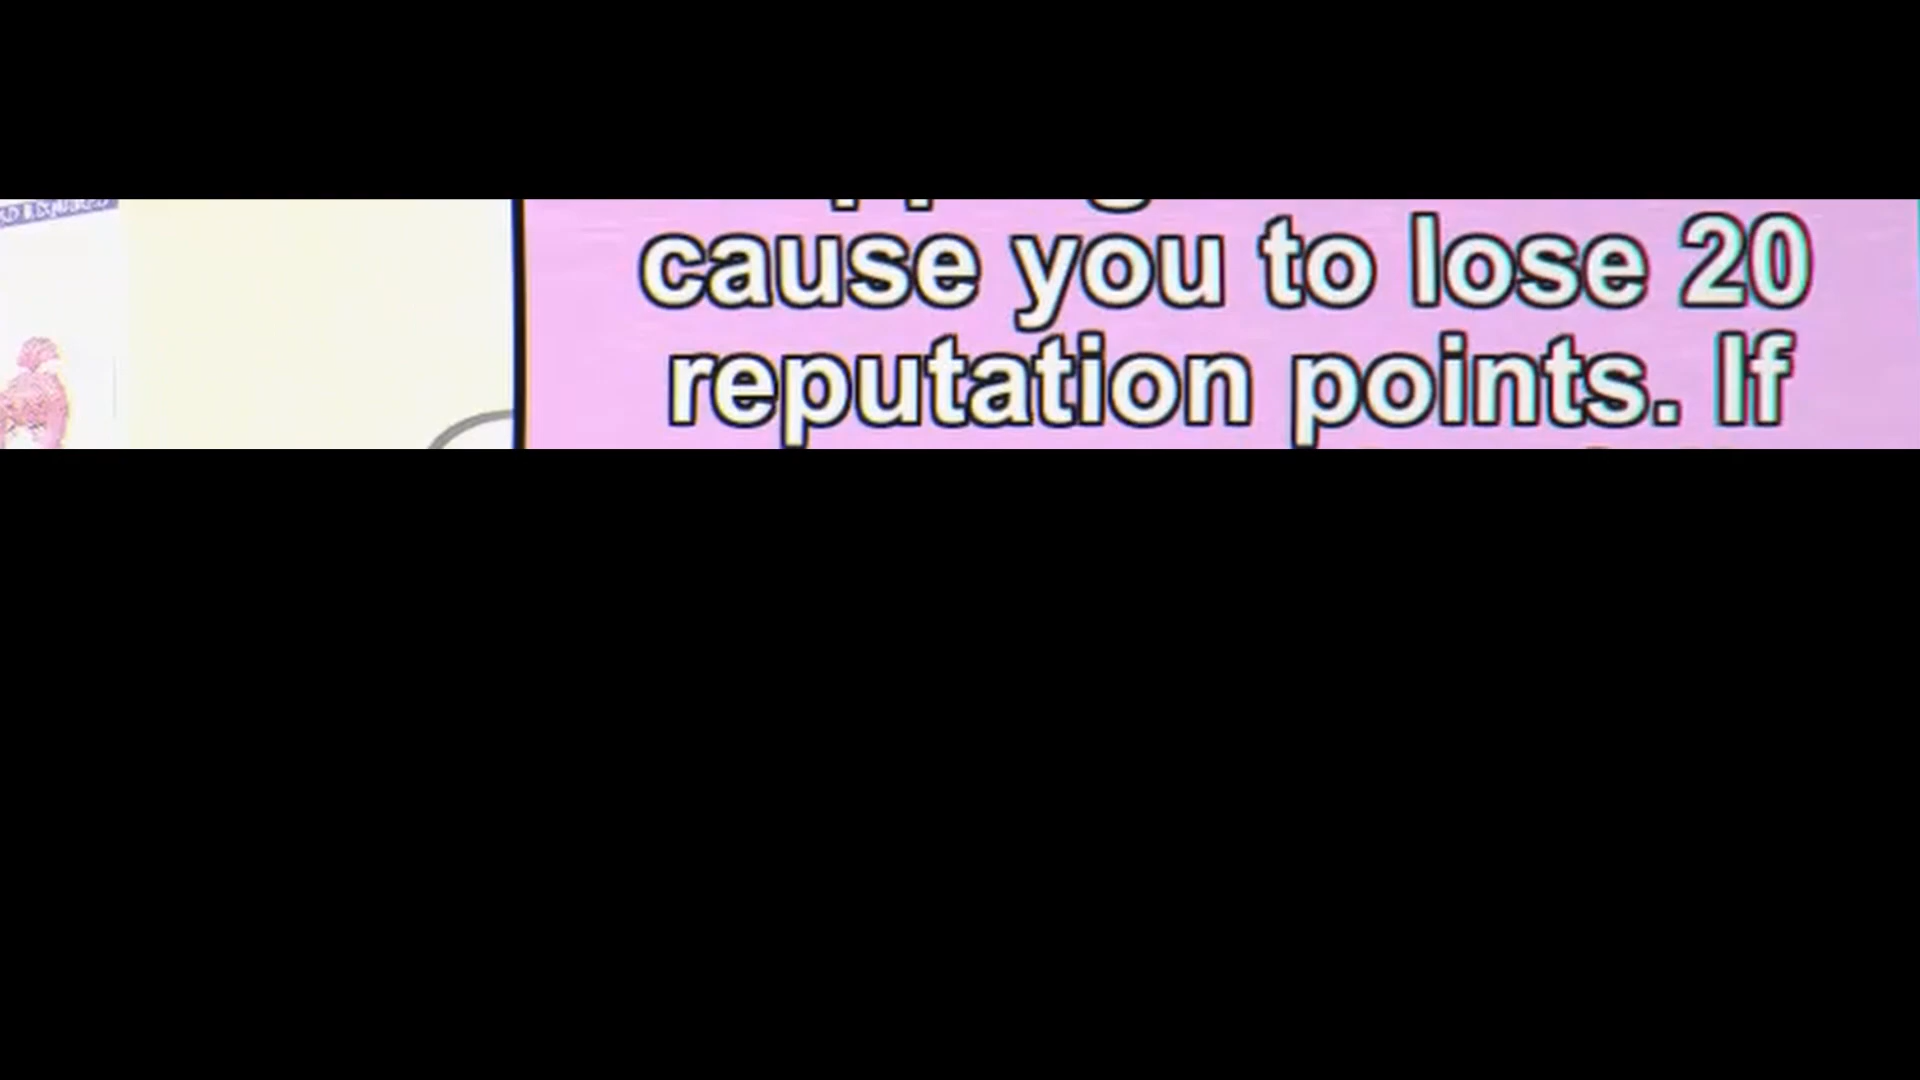 cause you to lose 20
reputation points. If